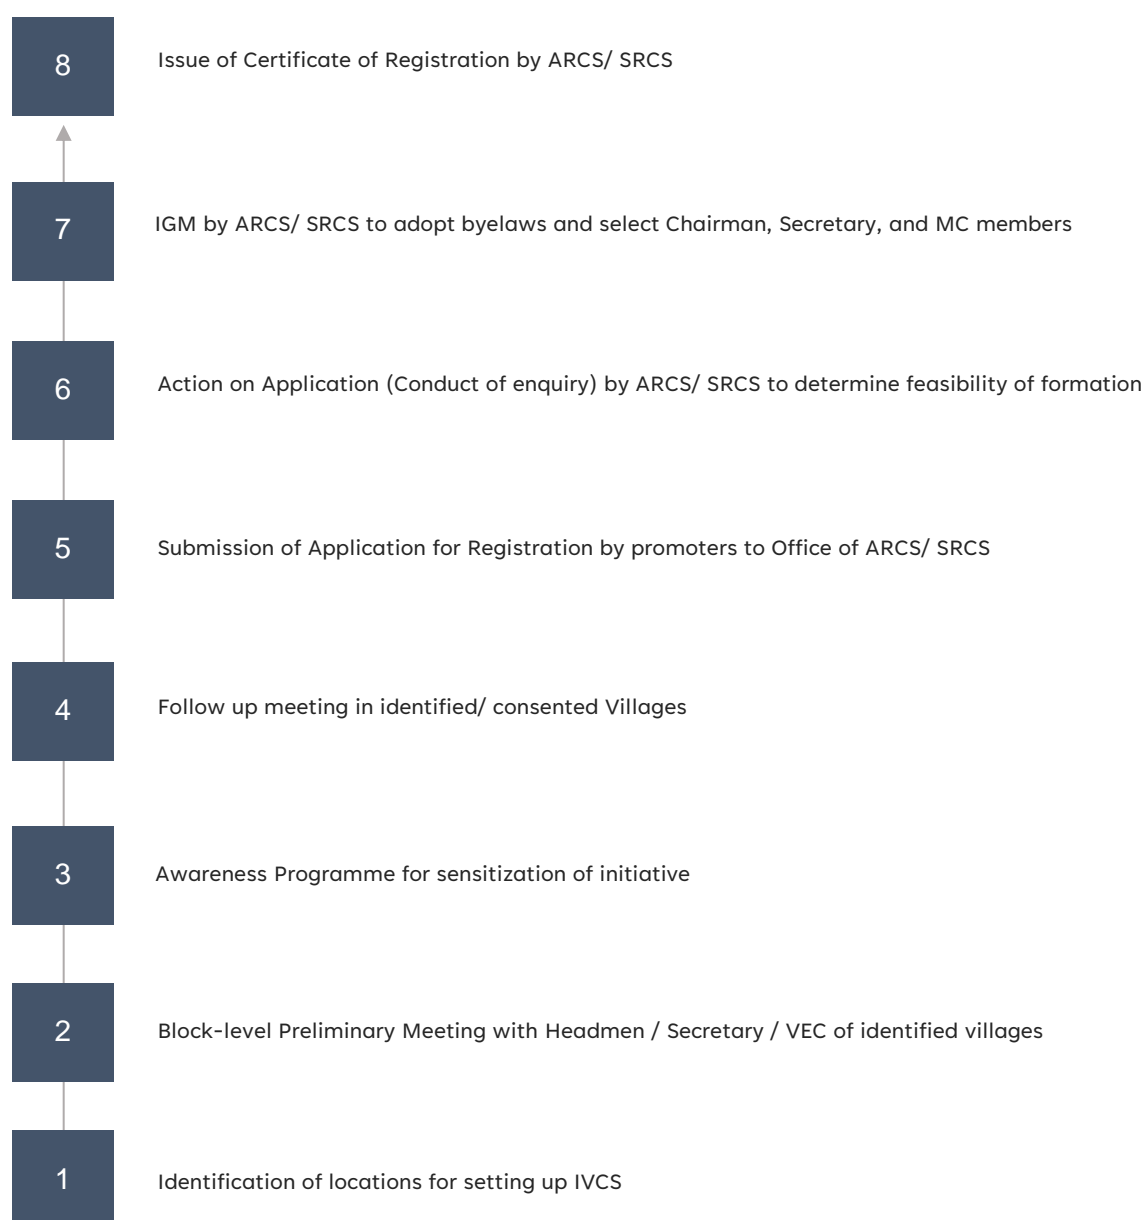 8
Issue of Certificate of Registration by ARCS/ SRCS
7
IGM by ARCS/ SRCS to adopt byelaws and select Chairman, Secretary, and MC members
6
Action on Application (Conduct of enquiry) by ARCS/ SRCS to determine feasibility of formation
5
Submission of Application for Registration by promoters to Office of ARCS/ SRCS
4
Follow up meeting in identified/ consented Villages
3
Awareness Programme for sensitization of initiative
2
Block-level Preliminary Meeting with Headmen / Secretary / VEC of identified villages
1
Identification of locations for setting up IVCS